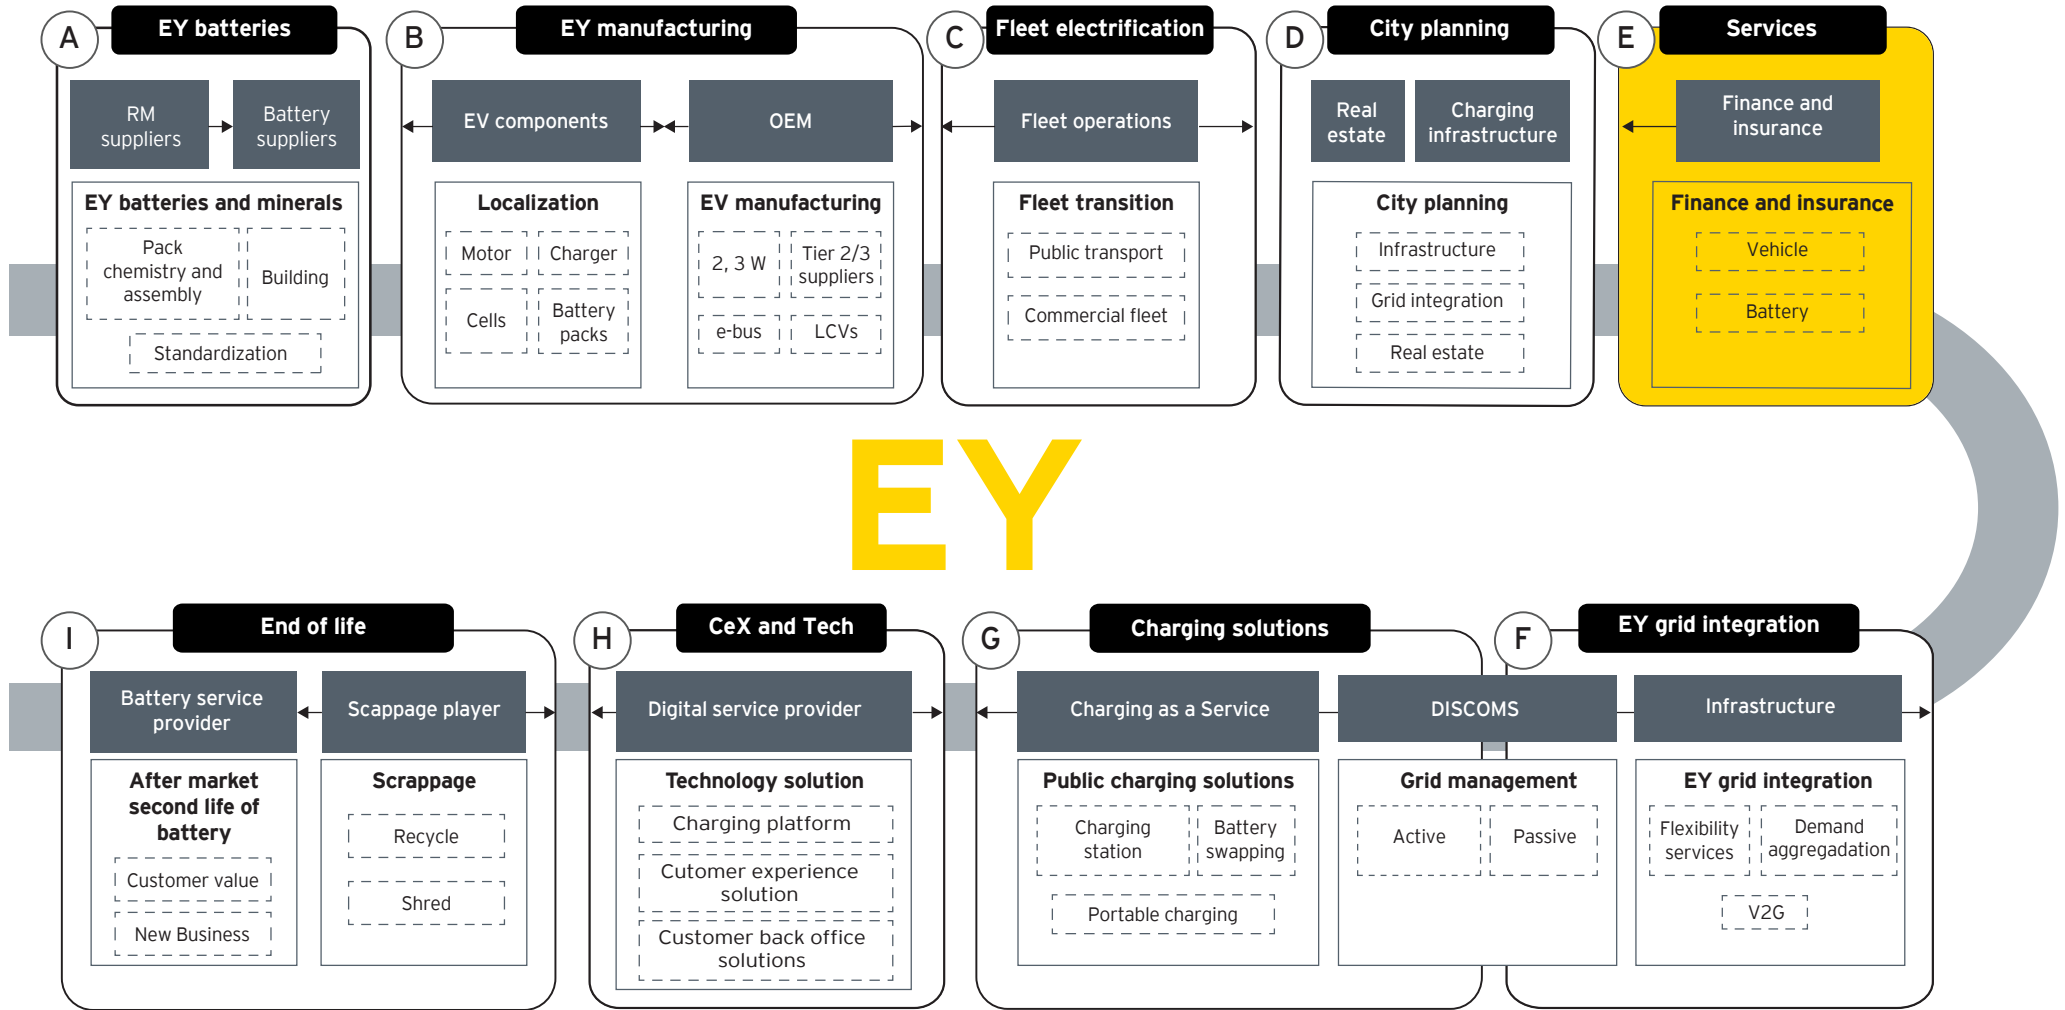 A
EY batteries
RM
suppliers
Battery
suppliers
EY batteries and minerals
Pack
chemistry and
assembly
Building
Standardization
B
EY manufacturing
EV components
OEM
Localization
Motor
Charger
Cells
Battery
packs
EV manufacturing
2, 3 W
Tier 2/3
suppliers
e-bus
LCVs
C
Fleet electrification
Fleet operations
Fleet transition
Public transport
Commercial fleet
D
City planning
Real
estate
Charging
infrastructure
City planning
Infrastructure
Grid integration
Real estate
E
Services
Finance and
insurance
Finance and insurance
Vehicle
Battery
EY
I
End of life
Battery service
provider
Scappage player
After market
second life of
battery
Customer value
New Business
Scrappage
Recycle
Shred
H
CeX and Tech
Digital service provider
Technology solution
Charging platform
Cutomer experience
solution
Customer back office
solutions
G
Charging solutions
Charging as a Service
DISCOMS
Public charging solutions
Charging
station
Battery
swapping
Portable charging
Grid management
Active
Passive
F
EY grid integration
Infrastructure
EY grid integration
Flexibility
services
Demand
aggregadation
V2G